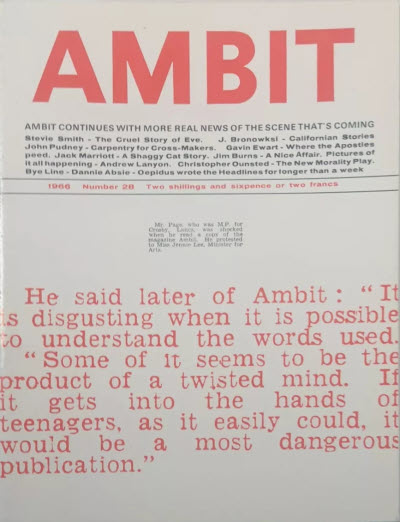 AMBIT
AMBIT CONTINUES WITH MORE REAL NEWS OF THE SCENE THAT'S COMING
Stevie Smith - The Cruel Story of Eve. J. Bronowksi - Californian Stories
John Pudney - Carpentry for Cross-Makers. Gavin Ewart - Where the Apostles
peed. Jack Marriott - A Shaggy Cat Story. Jim Burns - A Nice Affair. Pictures of
it all happening - Andrew Lanyon. Christopher Ounsted - The New Morality Play.
Bye Line - Dannie Absie - Oepidus wrote the Headlines for longer than a week
1966 Number 28 Two shillings and sixpence or two francs
Mr. Page, who was M.P. for
Crosby, Lancs, was shocked
when he read a copy of the
magazine Ambit. He protested
to Miss Jennie Lee, Minister for
Arts.
He said later of Ambit: "It
is disgusting when it is possible
to understand the words used.
"Some of it seems to be the
product of a twisted mind. If
it gets into the hands of
teenagers, as it easily could, it
would be a most dangerous
publication."